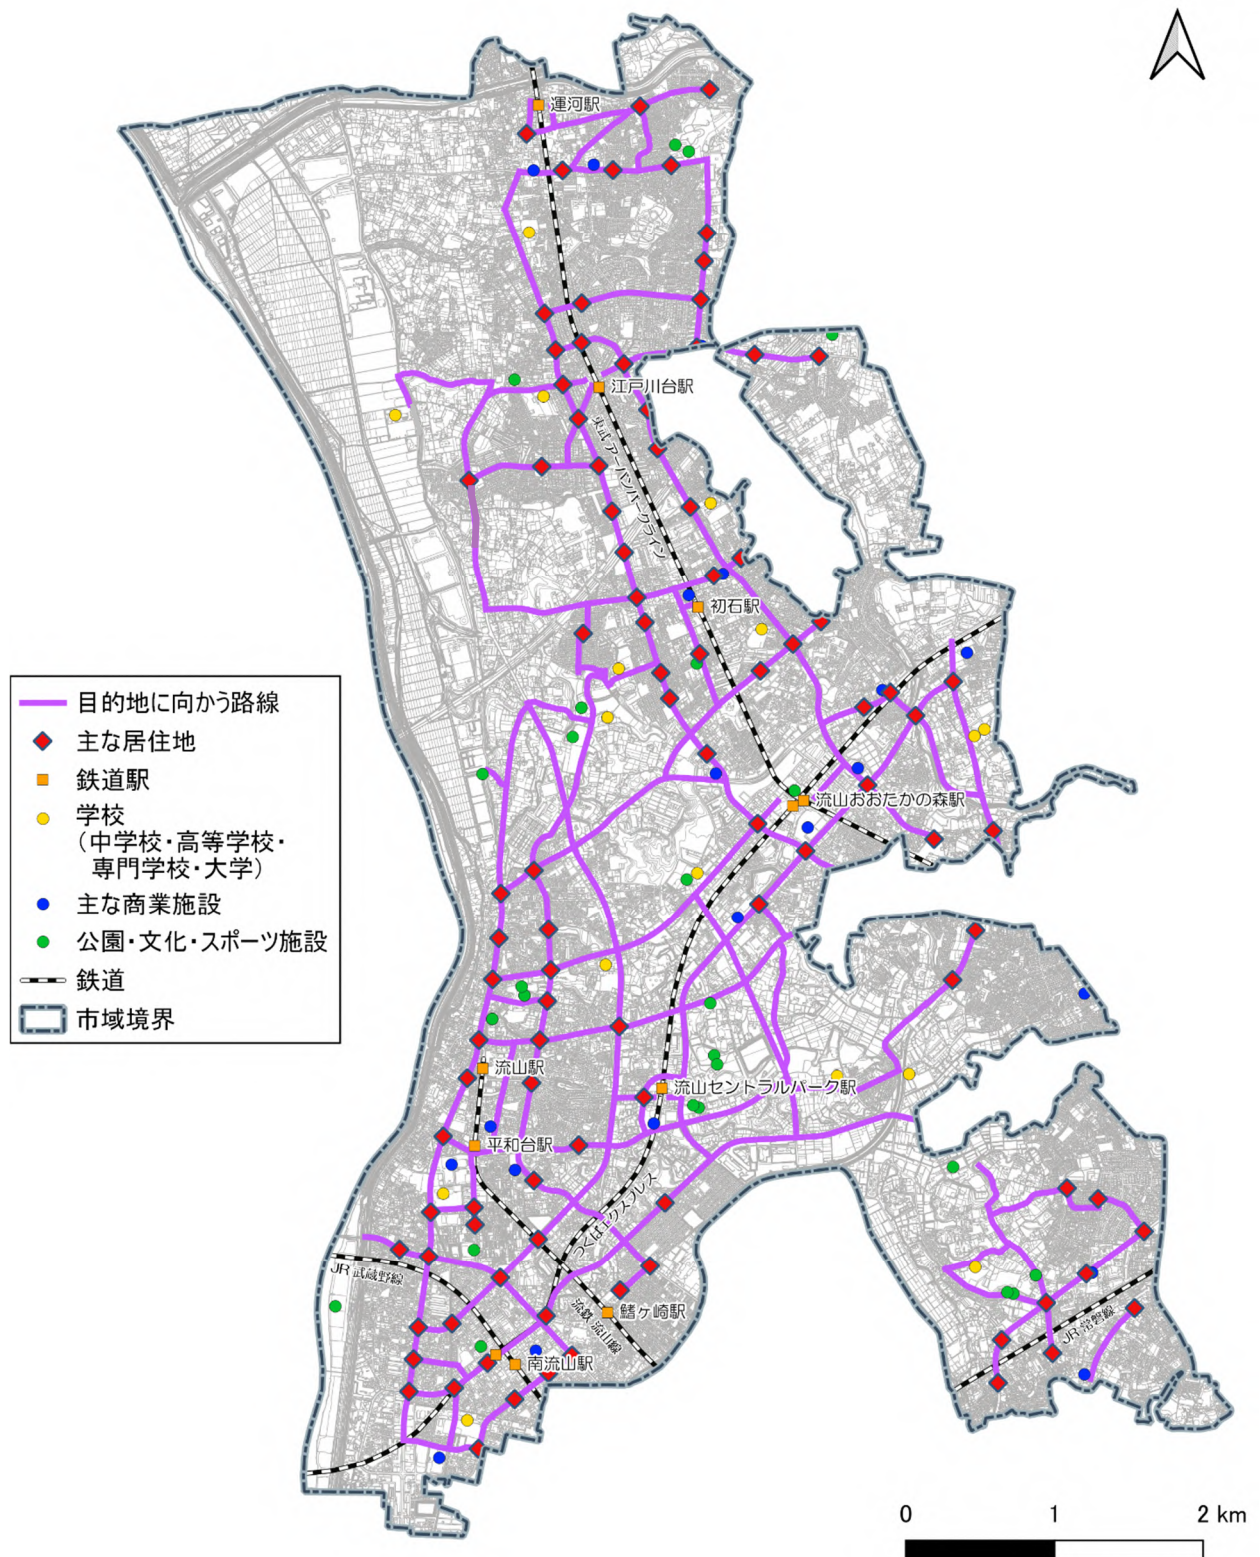 運河駅
江戸川台駅
東武アーバンパークライン
初石駅
目的地に向かう路線
主な居住地
鉄道駅
学校
（中学校・高等学校・
専門学校・大学）
主な商業施設
公園・文化・スポーツ施設
鉄道
市域境界
流山おおたかの森駅
流山駅
流山セントラルパーク駅
平和台駅
つくばエクスプレス
JR 武蔵野線
流鉄 流山線
鰭ヶ崎駅
JR 常磐線
南流山駅
0 1 2 km